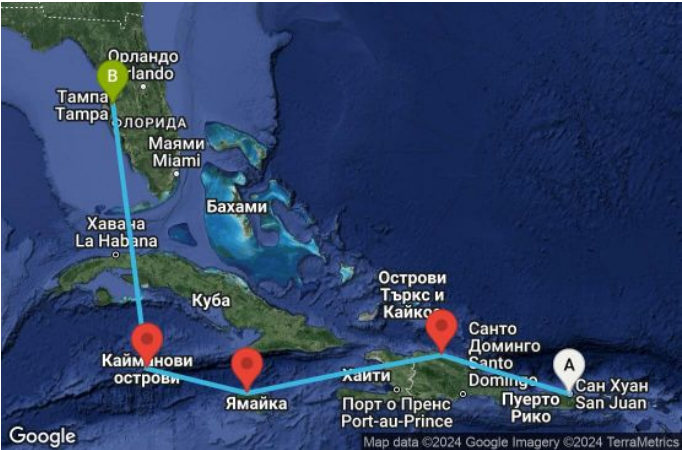 Орландо
Orlando
B
Тампа
Tampa
ФЛОРИДА
Маями
Miami
Бахами
Хавана
La Habana
Куба
Острови
Търкс и
Кайкос
Кайманови
острови
Ямайка
Хаити
Порт о Пренс
Port-au-Prince
Санто
Доминго
Santo
Domingo
A
Пуерто
Рико
Сан Хуан
San Juan
Google
Map data ©2024 Google Imagery ©2024 TerraMetrics